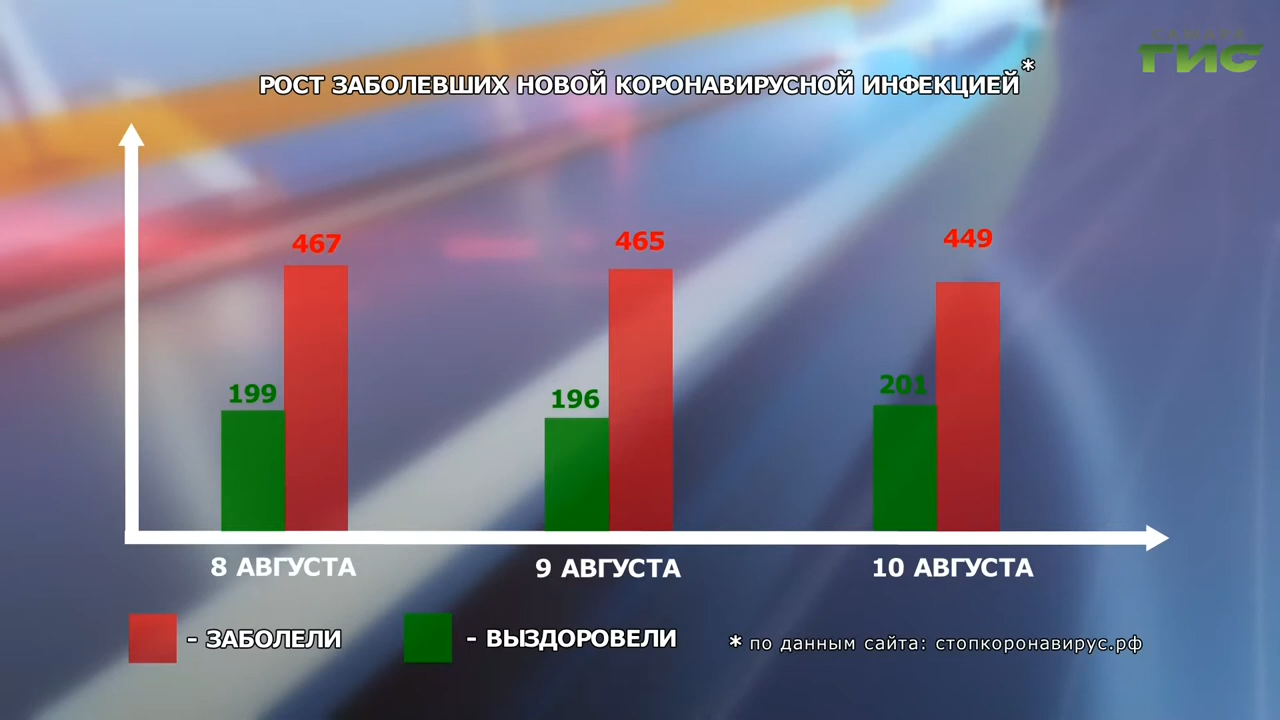 САМАРА
ГИС
РОСТ ЗАБОЛЕВШИХ НОВОЙ КОРОНАВИРУСНОЙ ИНФЕКЦИЕЙ*
467
465
449
199
196
201
8 АВГУСТА
9 АВГУСТА
10 АВГУСТА
- ЗАБОЛЕЛИ
- ВЫЗДОРОВЕЛИ
* по данным сайта: стопкоронавирус.рф